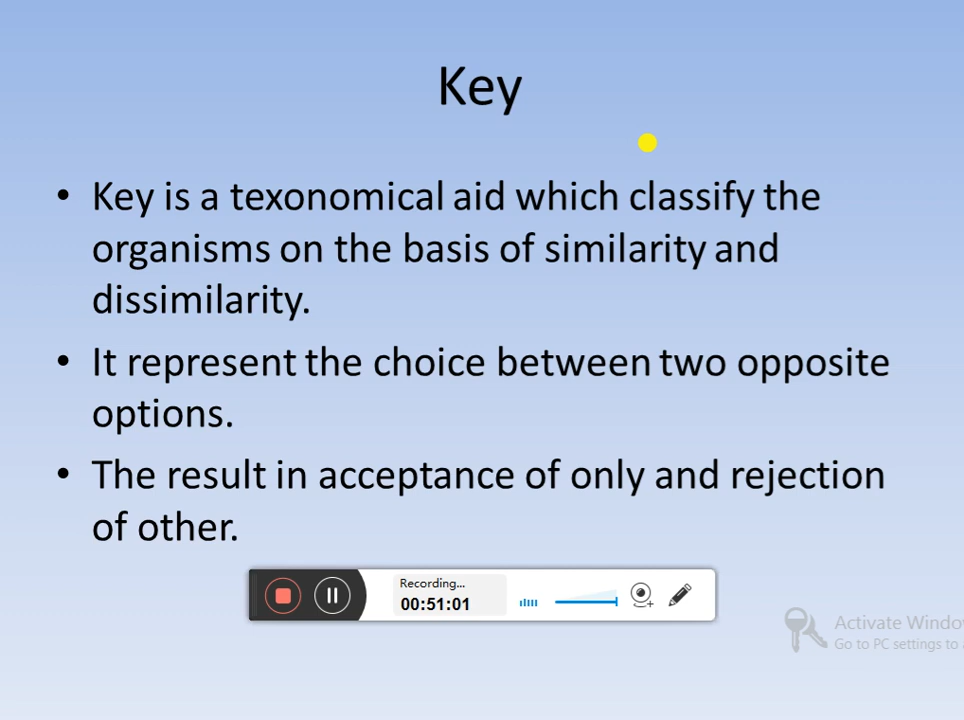 Key
• Key is a texonomical aid which classify the
organisms on the basis of similarity and
dissimilarity.
• It represent the choice between two opposite
options.
• The result in acceptance of only and rejection
of other.
Recording...
00:51:01
Activate Windo
Go to PC settings to